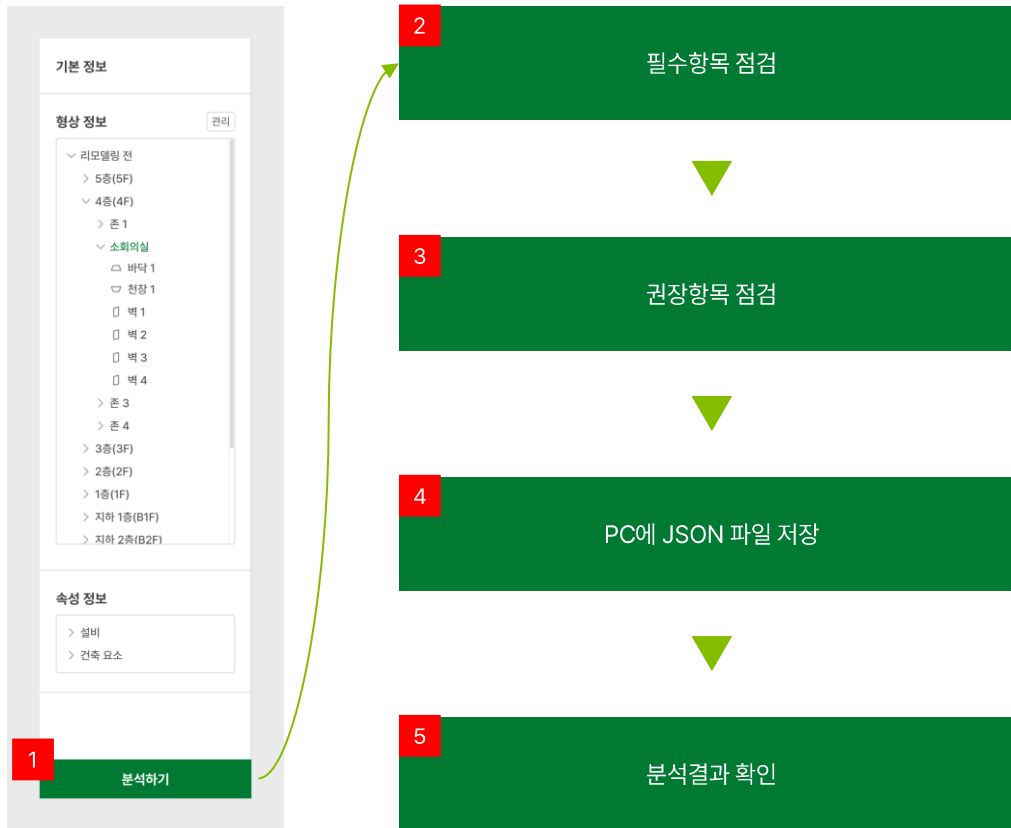 기본 정보
형상 정보
관리
리모델링 전
5층(5F)
4층(4F)
존 1
소회의실
바닥 1
천장 1
벽 1
벽 2
벽 3
벽 4
존 3
존 4
3층(3F)
2층(2F)
1층(1F)
지하 1층(B1F)
지하 2층(B2F)
속성 정보
설비
건축 요소
1
분석하기
2
필수항목 점검
3
권장항목 점검
4
PC에 JSON 파일 저장
5
분석결과 확인